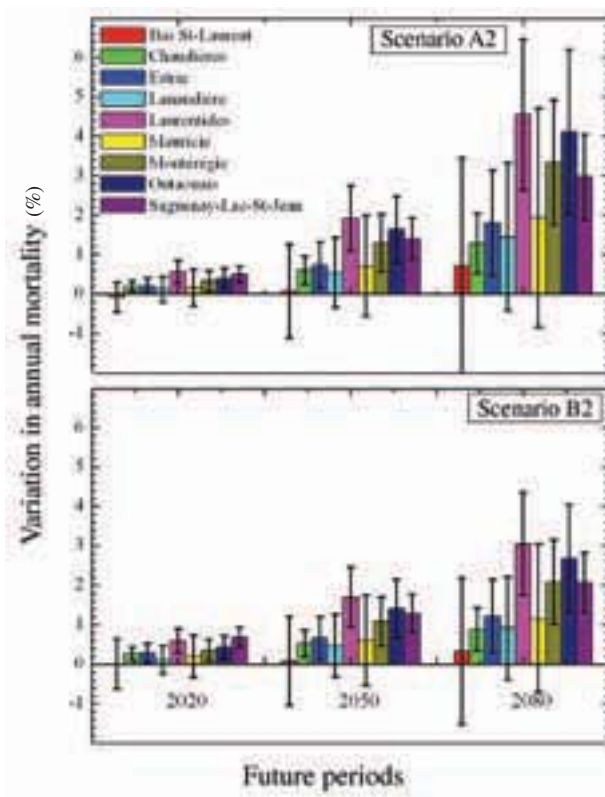 Variation in annual mortality (%)
Scenario A2
Bas St-Laurent
Chaudières
Estrie
Lanaudière
Laurentides
Mauricie
Montérégie
Outaouais
Saguenay-Lac-St-Jean
6
5
4
3
2
1
0
-1
Scenario B2
6
5
4
3
2
1
0
-1
2020
2050
2080
Future periods